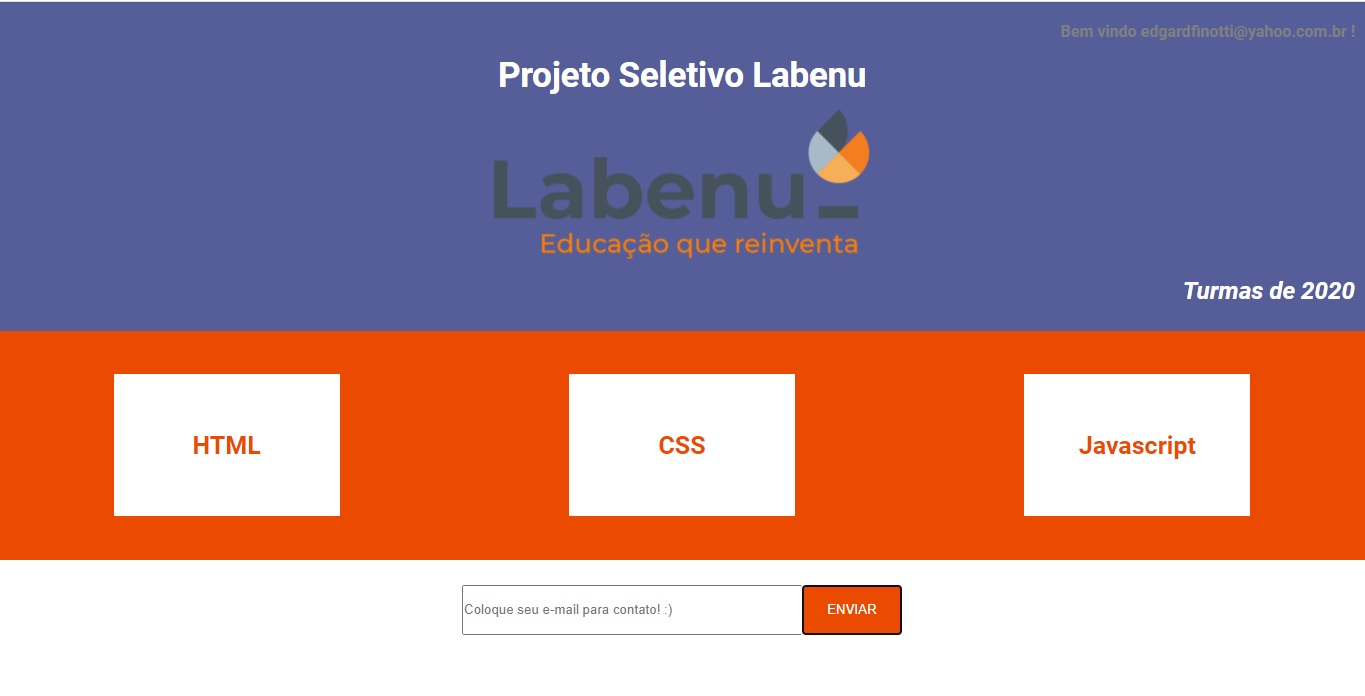 Bem vindo edgardfinotti@yahoo.com.br !
Projeto Seletivo Labenu
Labenu_
Educação que reinventa
Turmas de 2020
HTML
CSS
Javascript
Coloque seu e-mail para contato! :)
ENVIAR